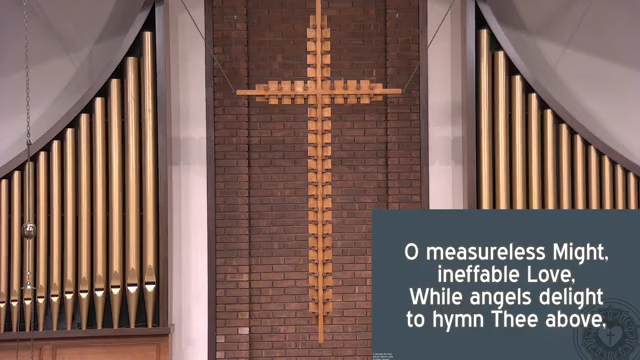 O measureless Might,
ineffable Love,
While angels delight
to hymn Thee above,